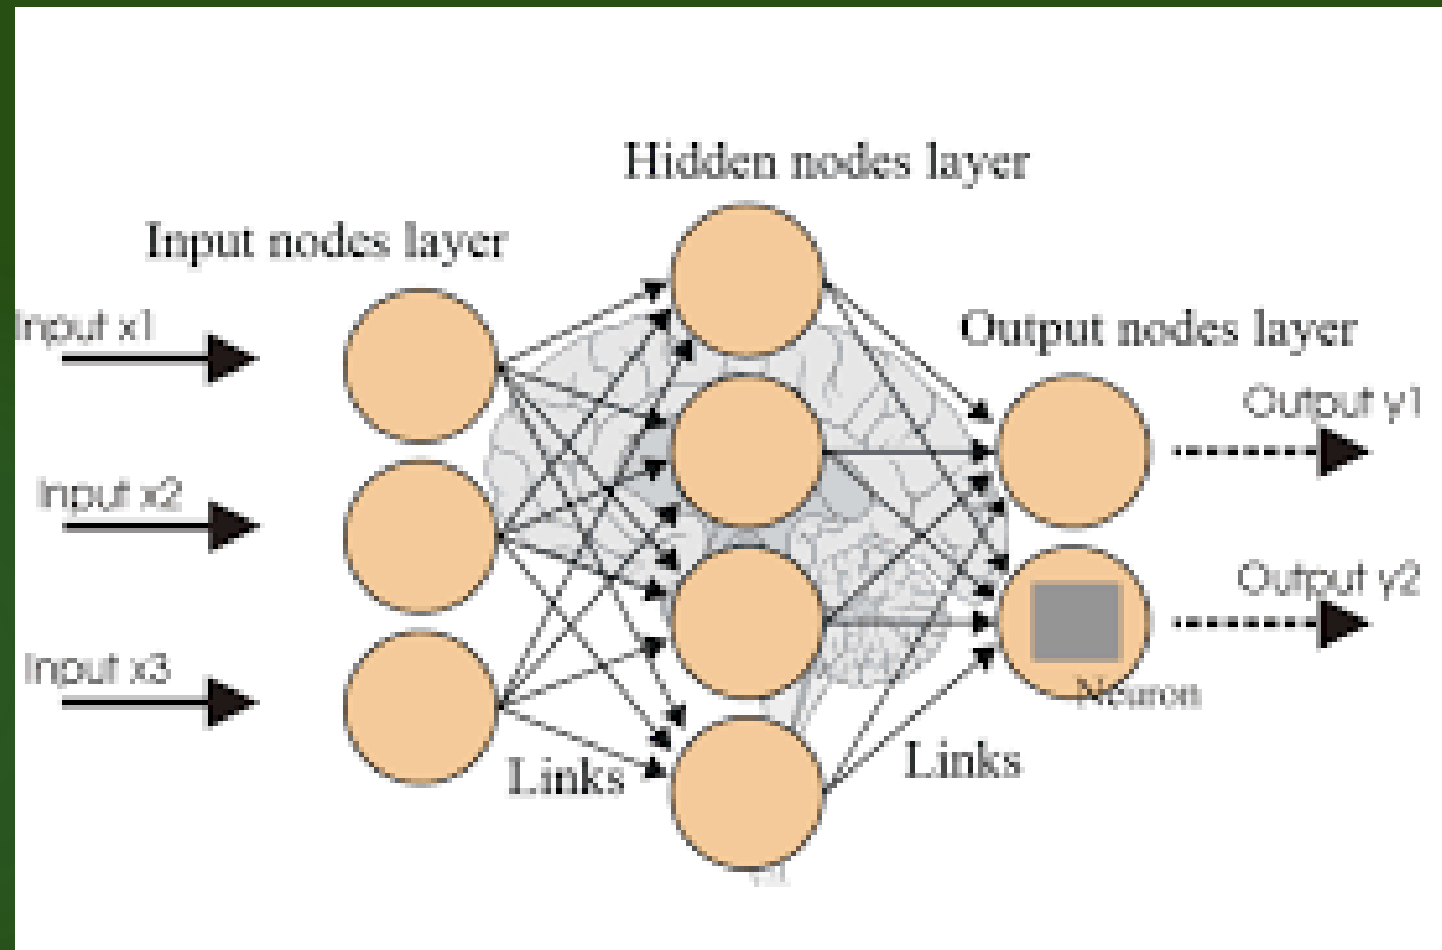 Hidden nodes layer
Input nodes layer
Output nodes layer
Input x1
Input x2
Input x3
Output y1
Output y2
Neuron
Links
Links